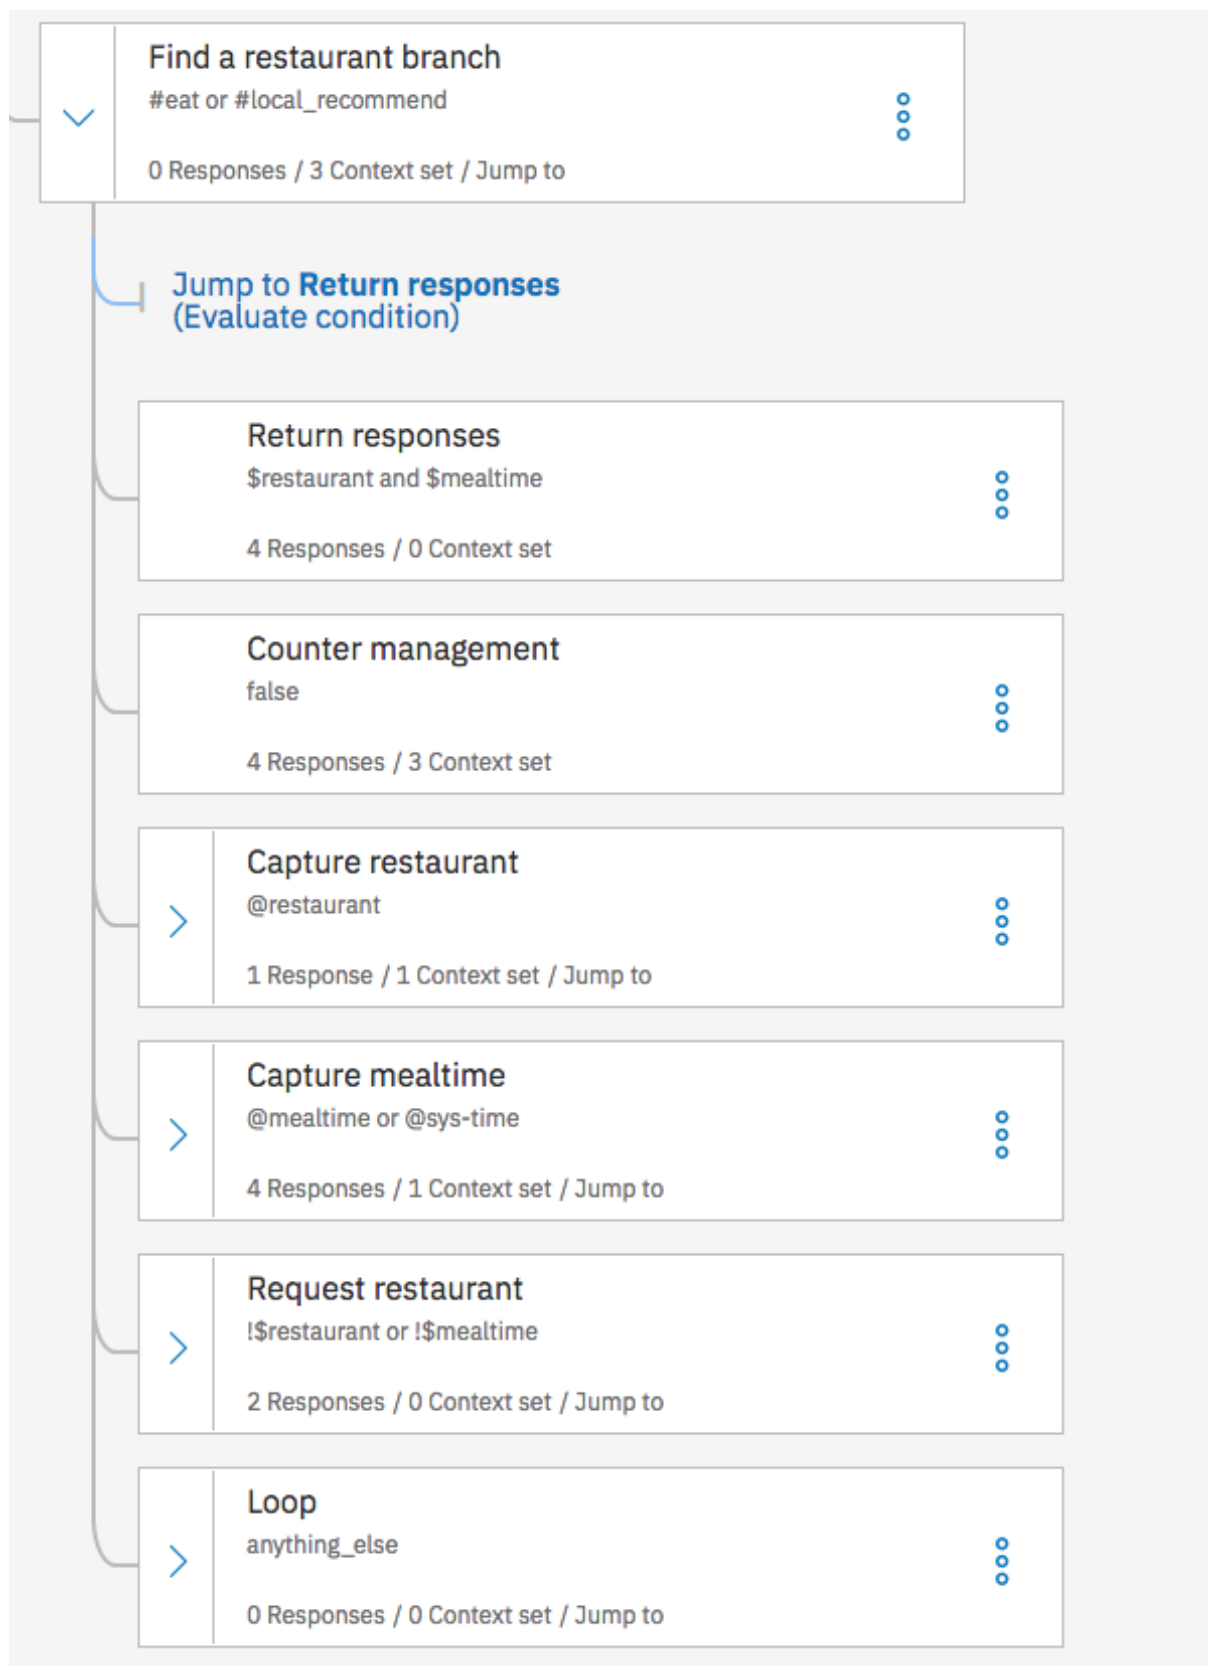 Find a restaurant branch
#eat or #local_recommend
0 Responses / 3 Context set / Jump to
Jump to Return responses
(Evaluate condition)
Return responses
$restaurant and $mealtime
4 Responses / 0 Context set
Counter management
false
4 Responses / 3 Context set
Capture restaurant
@restaurant
1 Response / 1 Context set / Jump to
Capture mealtime
@mealtime or @sys-time
4 Responses / 1 Context set / Jump to
Request restaurant
!$restaurant or !$mealtime
2 Responses / 0 Context set / Jump to
Loop
anything_else
0 Responses / 0 Context set / Jump to